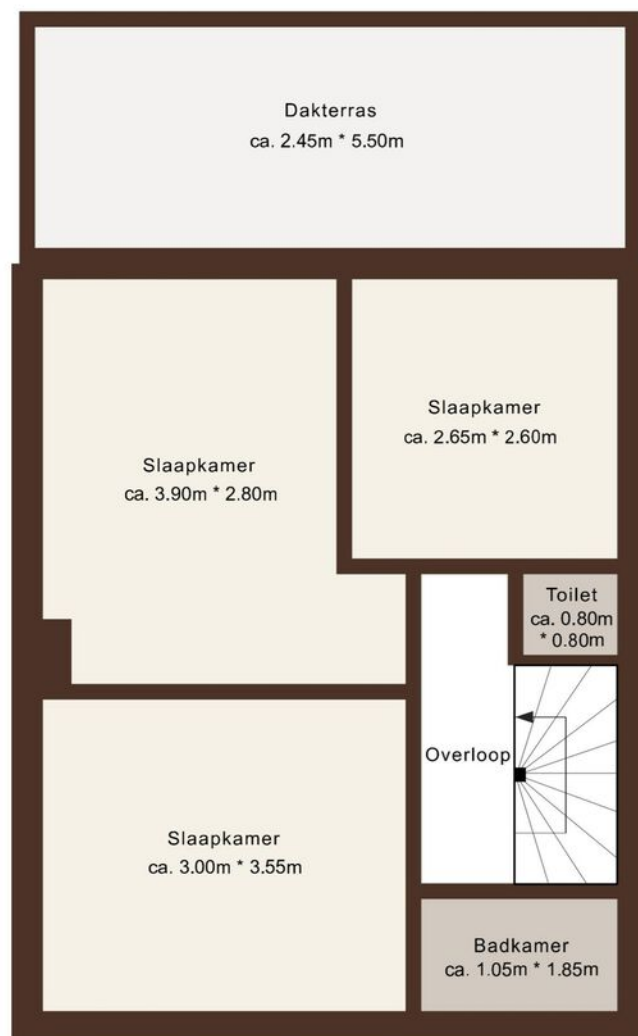 Dakterras
ca. 2.45m * 5.50m
Slaapkamer
ca. 2.65m * 2.60m
Slaapkamer
ca. 3.90m * 2.80m
Toilet
ca. 0.80m
* 0.80m
Overloop
Slaapkamer
ca. 3.00m * 3.55m
Badkamer
ca. 1.05m * 1.85m